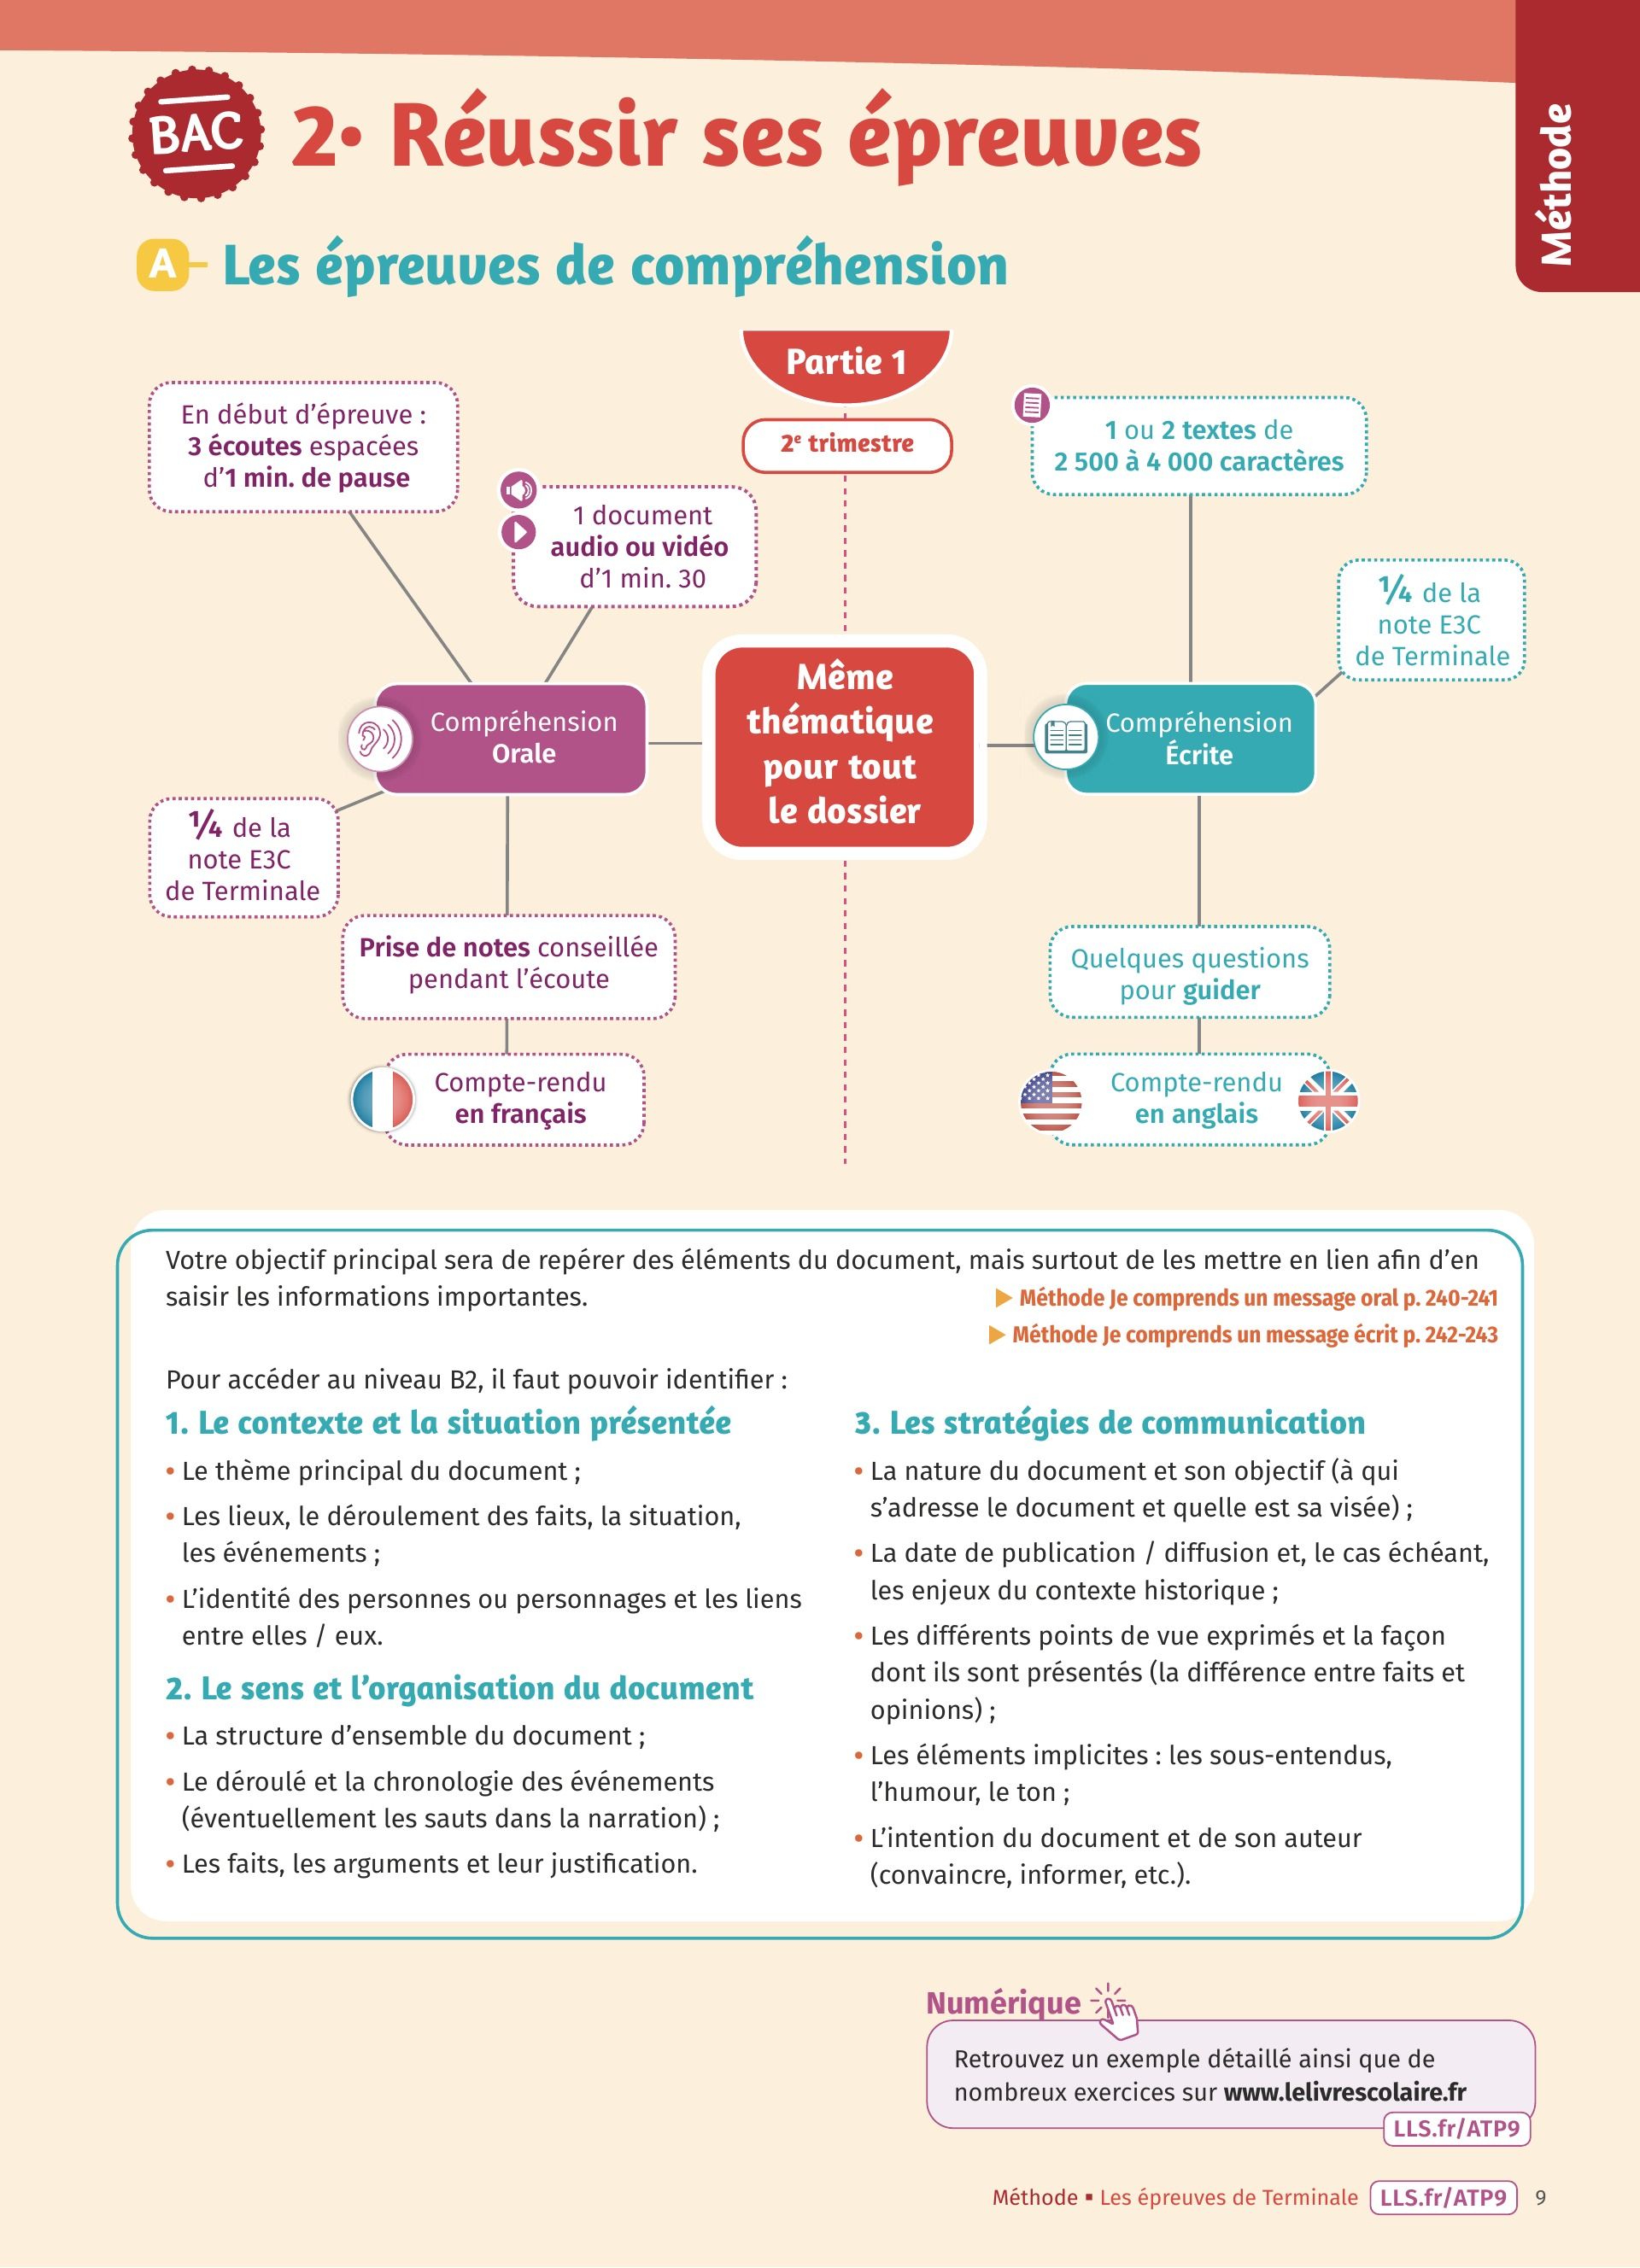 Méthode
BAC
2• Réussir ses épreuves
A
Les épreuves de compréhension
Partie 1
2e trimestre
En début d'épreuve :
3 écoutes espacées
d'1 min. de pause
1 document
audio ou vidéo
d'1 min. 30
Compréhension
Orale
1/4 de la
note E3C
de Terminale
Prise de notes conseillée
pendant l'écoute
Compte-rendu
en français
Même
thématique
pour tout
le dossier
1 ou 2 textes de
2 500 à 4 000 caractères
1/4 de la
note E3C
de Terminale
Compréhension
Écrite
Quelques questions
pour guider
Compte-rendu
en anglais
Votre objectif principal sera de repérer des éléments du document, mais surtout de les mettre en lien afin d'en
saisir les informations importantes.
▶ Méthode Je comprends un message oral p. 240-241
▶ Méthode Je comprends un message écrit p. 242-243
Pour accéder au niveau B2, il faut pouvoir identifier :
1. Le contexte et la situation présentée
• Le thème principal du document ;
• Les lieux, le déroulement des faits, la situation,
les événements ;
• L'identité des personnes ou personnages et les liens
entre elles / eux.
2. Le sens et l'organisation du document
• La structure d'ensemble du document ;
• Le déroulé et la chronologie des événements
(éventuellement les sauts dans la narration) ;
• Les faits, les arguments et leur justification.
3. Les stratégies de communication
• La nature du document et son objectif (à qui
s'adresse le document et quelle est sa visée) ;
• La date de publication / diffusion et, le cas échéant,
les enjeux du contexte historique ;
• Les différents points de vue exprimés et la façon
dont ils sont présentés (la différence entre faits et
opinions) ;
• Les éléments implicites : les sous-entendus,
l'humour, le ton ;
• L'intention du document et de son auteur
(convaincre, informer, etc.).
Numérique
Retrouvez un exemple détaillé ainsi que de
nombreux exercices sur www.lelivrescolaire.fr
LLS.fr/ATP9
Méthode ▪ Les épreuves de Terminale LLS.fr/ATP9 9